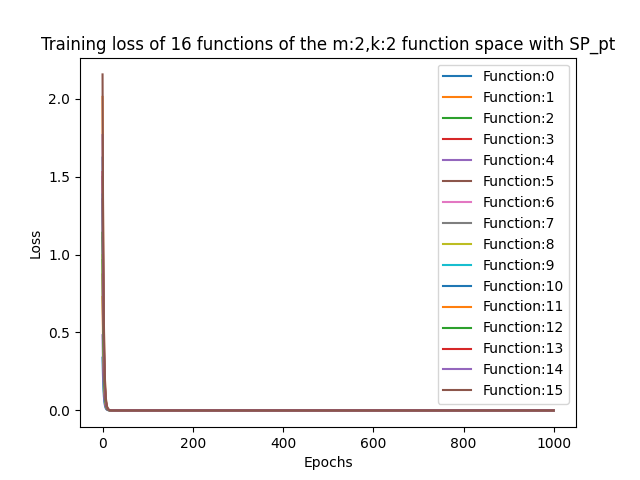 Training loss of 16 functions of the m:2,k:2 function space with SP_pt
Loss
2.0
1.5
1.0
0.5
0.0
0 200 400 600 800 1000
Epochs
Function:0
Function:1
Function:2
Function:3
Function:4
Function:5
Function:6
Function:7
Function:8
Function:9
Function:10
Function:11
Function:12
Function:13
Function:14
Function:15